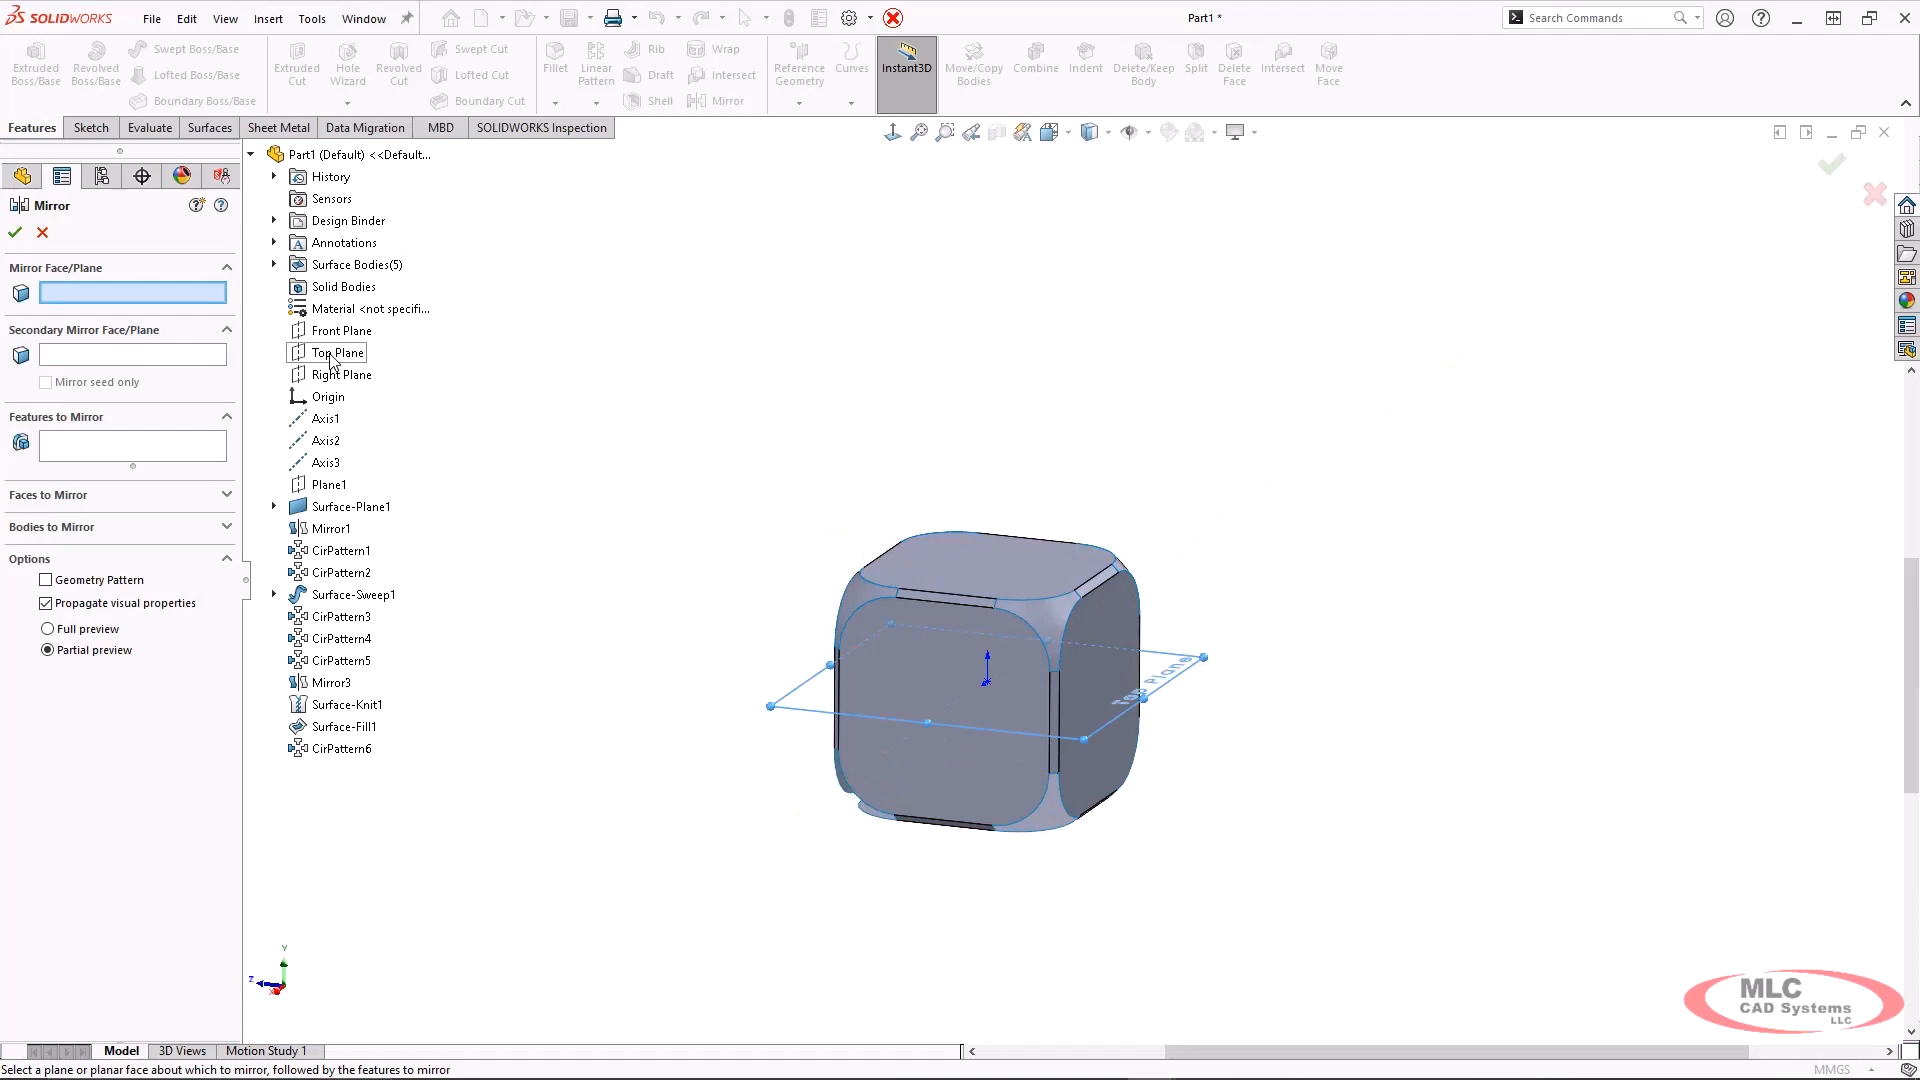 SOLIDWORKS File Edit View Insert Tools Window Part1 * Search Commands
Extruded Boss/Base
Revolved Boss/Base
Swept Boss/Base
Lofted Boss/Base
Boundary Boss/Base
Extruded Cut
Hole Wizard
Revolved Cut
Swept Cut
Lofted Cut
Boundary Cut
Fillet
Linear Pattern
Rib
Draft
Shell
Wrap
Intersect
Mirror
Reference Geometry
Curves
Instant3D
Move/Copy Bodies
Combine
Indent
Delete/Keep Body
Split
Delete Face
Intersect
Move Face
Features Sketch Evaluate Surfaces Sheet Metal Data Migration MBD SOLIDWORKS Inspection
Mirror
Mirror Face/Plane
Secondary Mirror Face/Plane
Mirror seed only
Features to Mirror
Faces to Mirror
Bodies to Mirror
Options
Geometry Pattern
Propagate visual properties
Full preview
Partial preview
Part1 (Default) <<Default...
History
Sensors
Design Binder
Annotations
Surface Bodies(5)
Solid Bodies
Material <not specifi...
Front Plane
Top Plane
Right Plane
Origin
Axis1
Axis2
Axis3
Plane1
Surface-Plane1
Mirror1
CirPattern1
CirPattern2
Surface-Sweep1
CirPattern3
CirPattern4
CirPattern5
Mirror3
Surface-Knit1
Surface-Fill1
CirPattern6
Top Plane
Y
Z
X
MLC
CAD Systems
LLC
Model 3D Views Motion Study 1
Select a plane or planar face about which to mirror, followed by the features to mirror MMGS